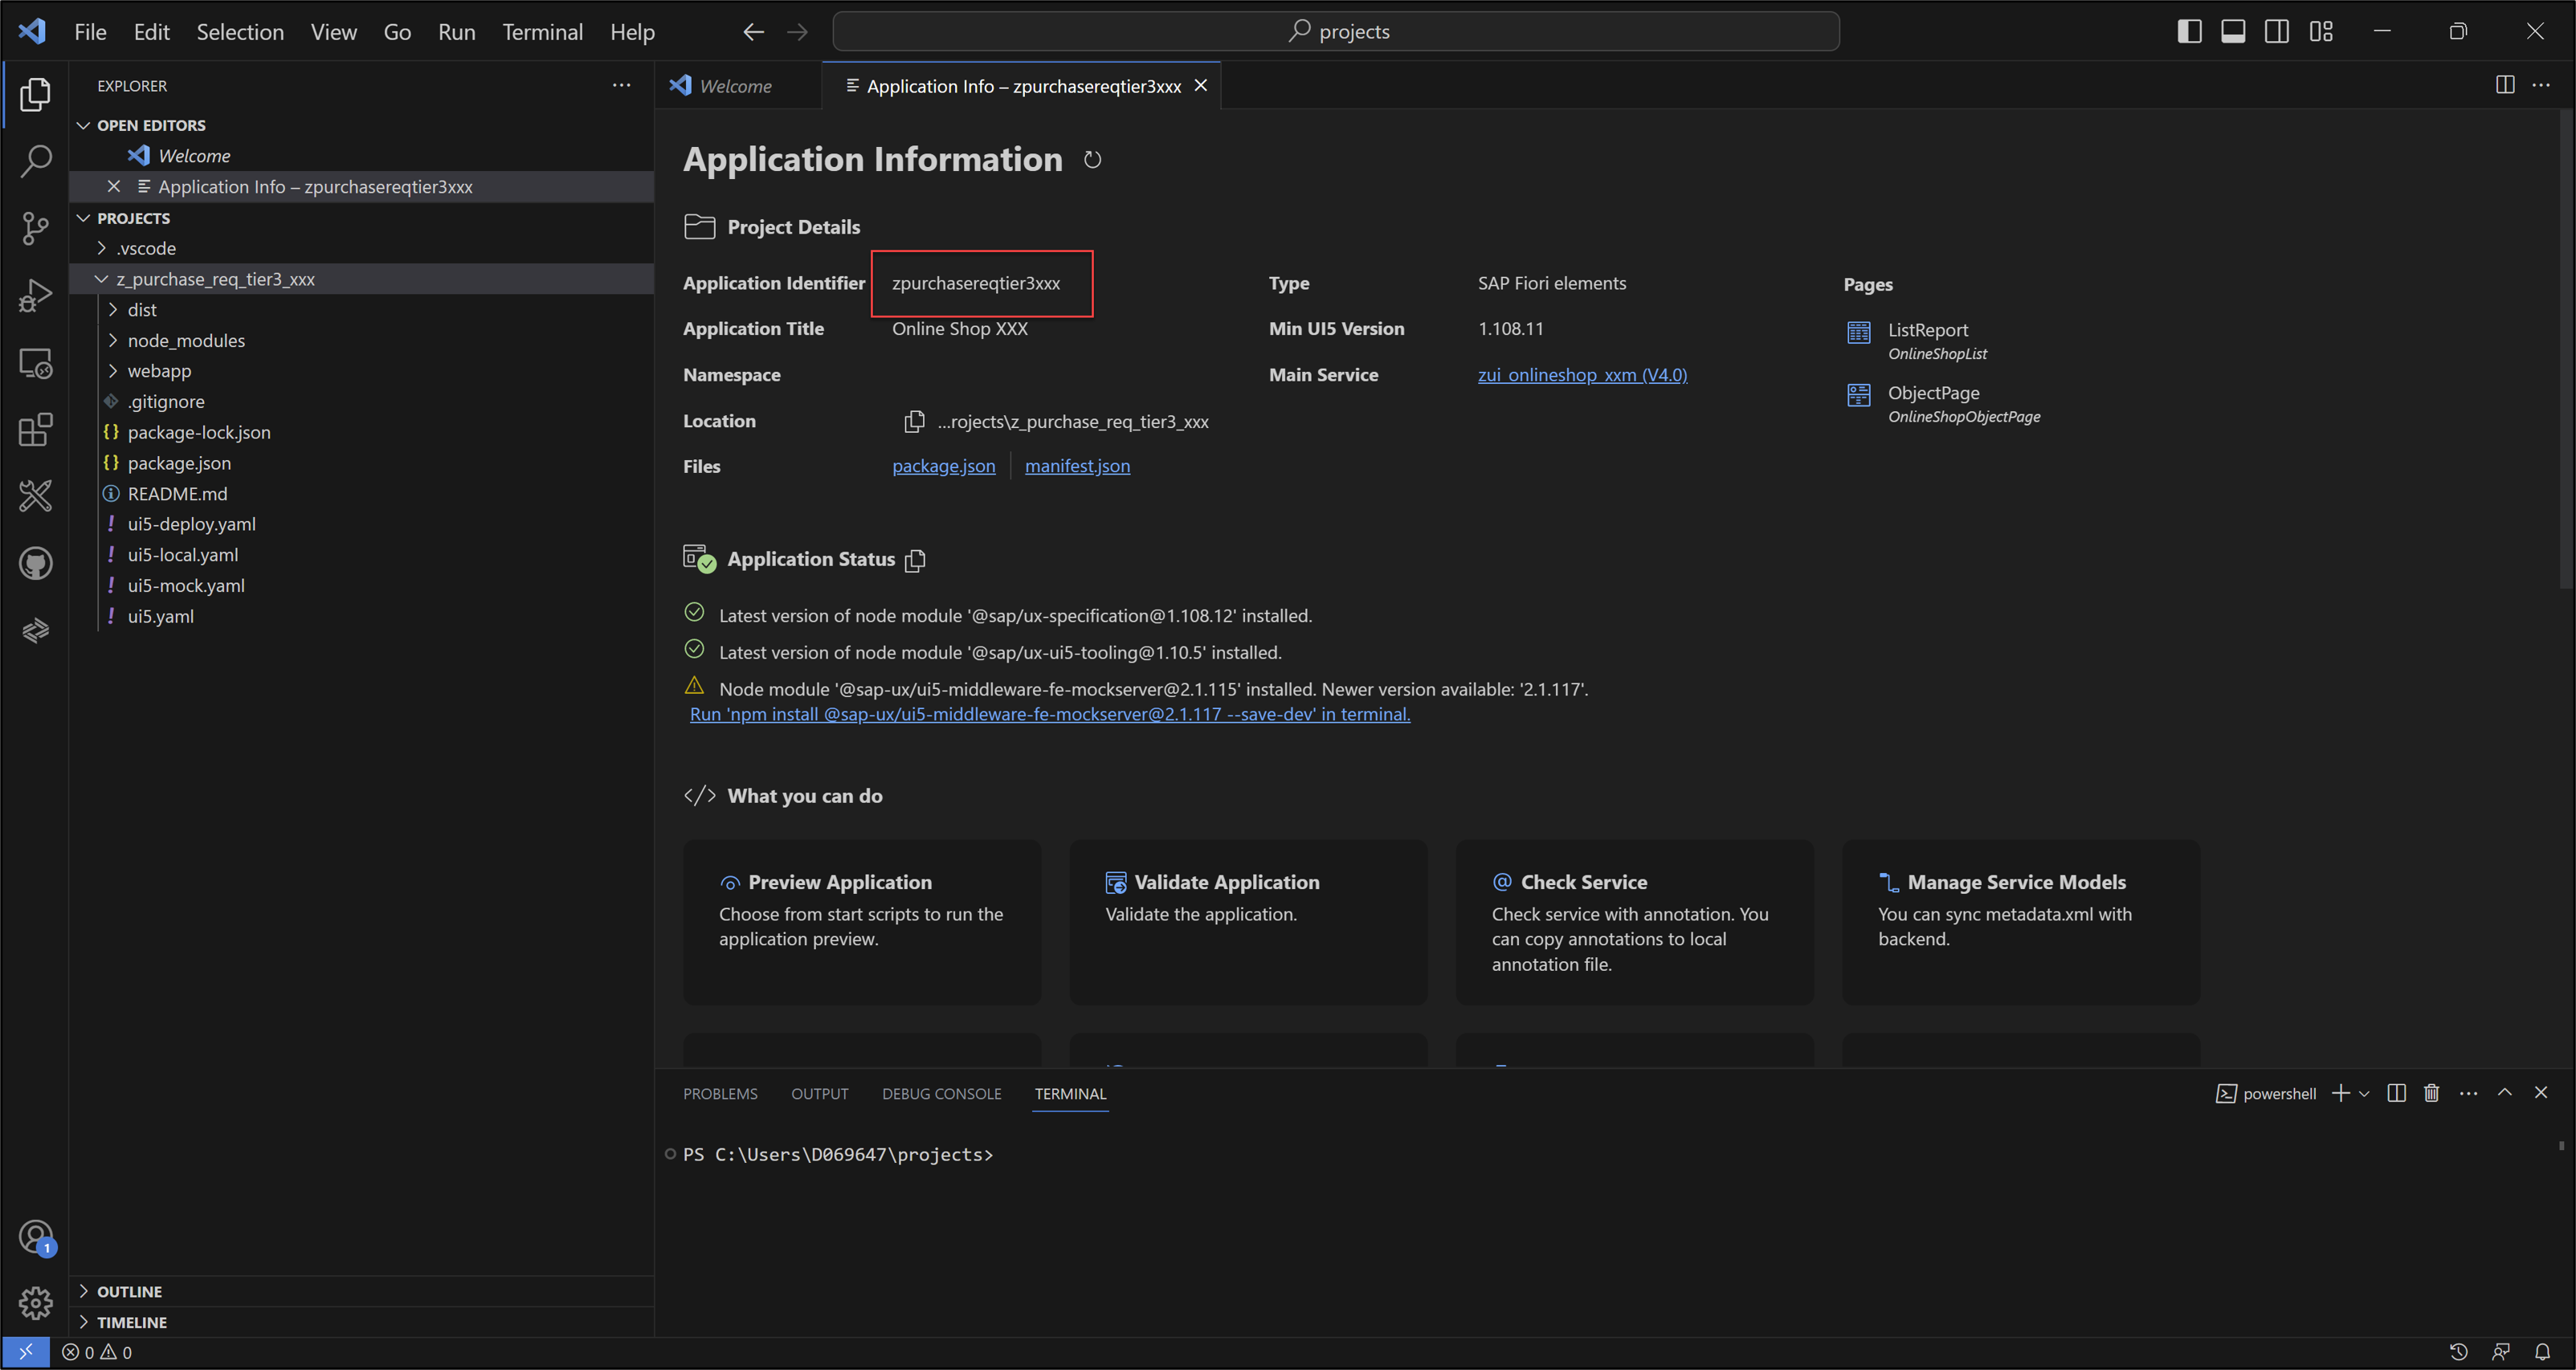 File Edit Selection View Go Run Terminal Help
projects
EXPLORER
OPEN EDITORS
Welcome
Application Info – zpurchasereqtier3xxx
PROJECTS
.vscode
z_purchase_req_tier3_xxx
dist
node_modules
webapp
.gitignore
package-lock.json
package.json
README.md
ui5-deploy.yaml
ui5-local.yaml
ui5-mock.yaml
ui5.yaml
OUTLINE
TIMELINE
Welcome
Application Info – zpurchasereqtier3xxx
Application Information
Project Details
Application Identifier zpurchasereqtier3xxx
Application Title Online Shop XXX
Namespace
Location ...rojects\z_purchase_req_tier3_xxx
Files package.json manifest.json
Type SAP Fiori elements
Min UI5 Version 1.108.11
Main Service zui_onlineshop_xxm (V4.0)
Pages
ListReport
OnlineShopList
ObjectPage
OnlineShopObjectPage
Application Status
Latest version of node module '@sap/ux-specification@1.108.12' installed.
Latest version of node module '@sap/ux-ui5-tooling@1.10.5' installed.
Node module '@sap-ux/ui5-middleware-fe-mockserver@2.1.115' installed. Newer version available: '2.1.117'.
Run 'npm install @sap-ux/ui5-middleware-fe-mockserver@2.1.117 --save-dev' in terminal.
</> What you can do
Preview Application
Choose from start scripts to run the
application preview.
Validate Application
Validate the application.
@ Check Service
Check service with annotation. You
can copy annotations to local
annotation file.
Manage Service Models
You can sync metadata.xml with
backend.
PROBLEMS OUTPUT DEBUG CONSOLE TERMINAL
powershell
PS C:\Users\D069647\projects>
1
0 0